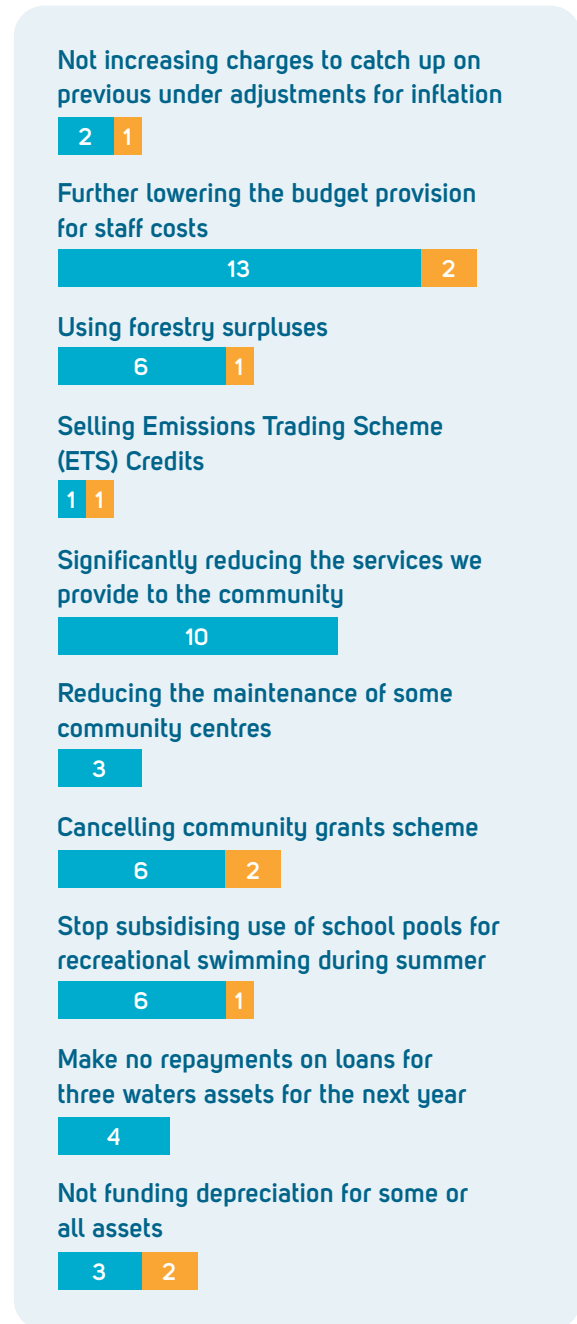 Not increasing charges to catch up on
previous under adjustments for inflation
2 1
Further lowering the budget provision
for staff costs
13 2
Using forestry surpluses
6 1
Selling Emissions Trading Scheme
(ETS) Credits
1 1
Significantly reducing the services we
provide to the community
10
Reducing the maintenance of some
community centres
3
Cancelling community grants scheme
6 2
Stop subsidising use of school pools for
recreational swimming during summer
6 1
Make no repayments on loans for
three waters assets for the next year
4
Not funding depreciation for some or
all assets
3 2